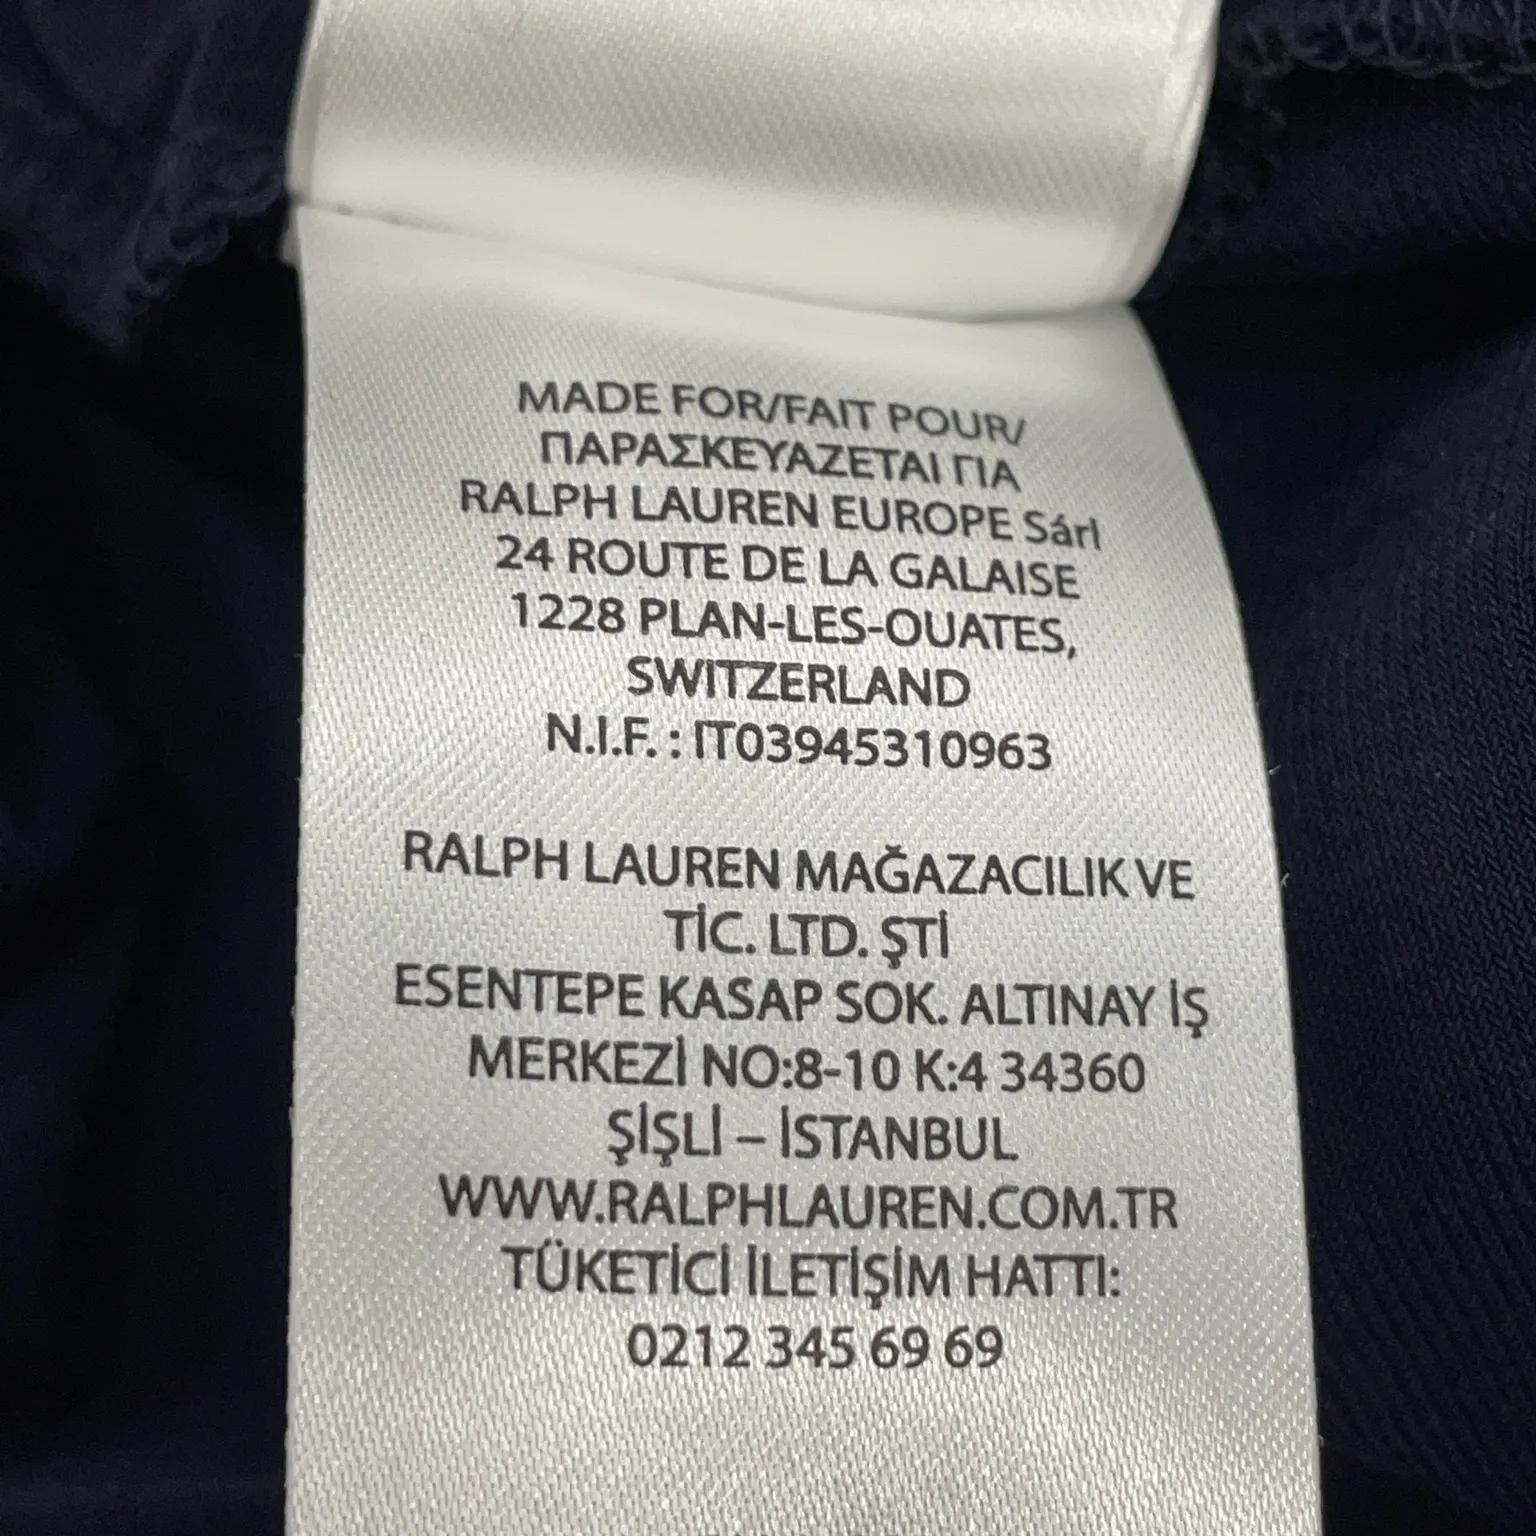 MADE FOR/FAIT POUR/
ΠΑΡΑΣΚΕΥΑΖΕΤΑΙ ΓΙΑ
RALPH LAUREN EUROPE Sárl
24 ROUTE DE LA GALAISE
1228 PLAN-LES-OUATES,
SWITZERLAND
N.I.F. : IT03945310963
RALPH LAUREN MAĞAZACILIK VE
TİC. LTD. ŞTİ
ESENTEPE KASAP SOK. ALTINAY İŞ
MERKEZİ NO:8-10 K:4 34360
ŞİŞLİ – İSTANBUL
WWW.RALPHLAUREN.COM.TR
TÜKETİCİ İLETİŞİM HATTI:
0212 345 69 69